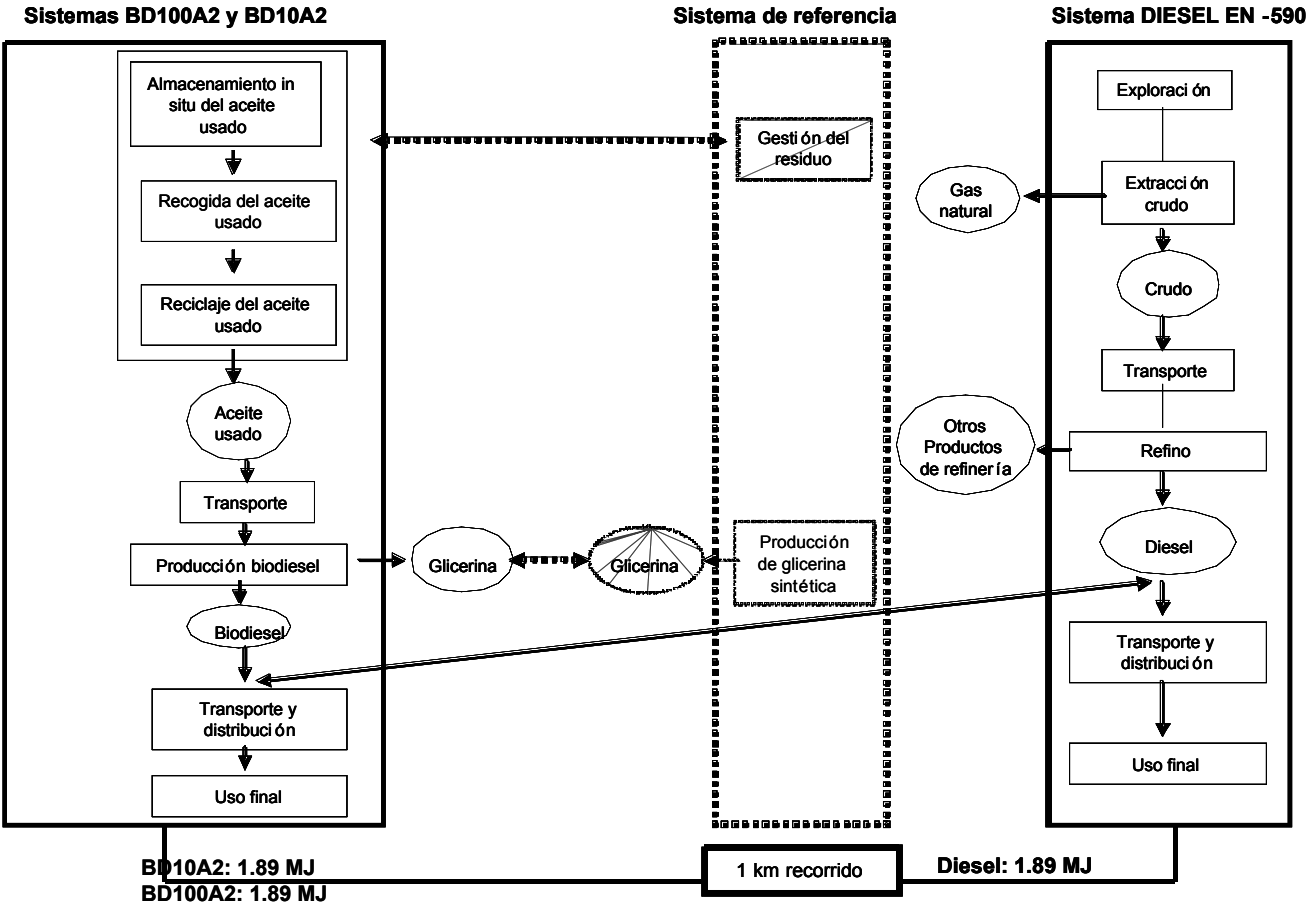 Sistemas BD100A2 y BD10A2
Almacenamiento in
situ del aceite
usado
Recogida del aceite
usado
Reciclaje del aceite
usado
Aceite
usado
Transporte
Producción biodiesel
Glicerina
Biodiesel
Transporte y
distribución
Uso final
Sistema de referencia
Gestión del
residuo
Glicerina
Producción
de glicerina
sintética
Sistema DIESEL EN -590
Exploración
Extracción
crudo
Gas
natural
Crudo
Transporte
Otros
Productos
de refinería
Refino
Diesel
Transporte y
distribución
Uso final
BD10A2: 1.89 MJ
BD100A2: 1.89 MJ
1 km recorrido
Diesel: 1.89 MJ